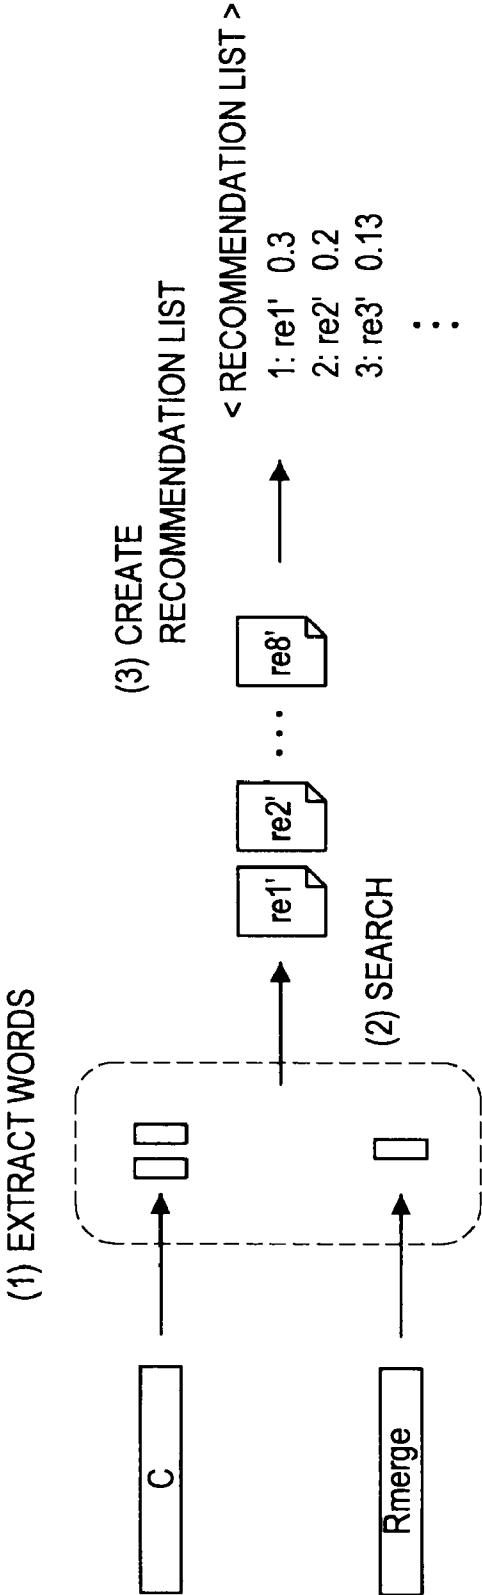 (1) EXTRACT WORDS
C
Rmerge
(2) SEARCH
re1'
re2'
...
re8'
(3) CREATE
RECOMMENDATION LIST
< RECOMMENDATION LIST >
1: re1' 0.3
2: re2' 0.2
3: re3' 0.13
...